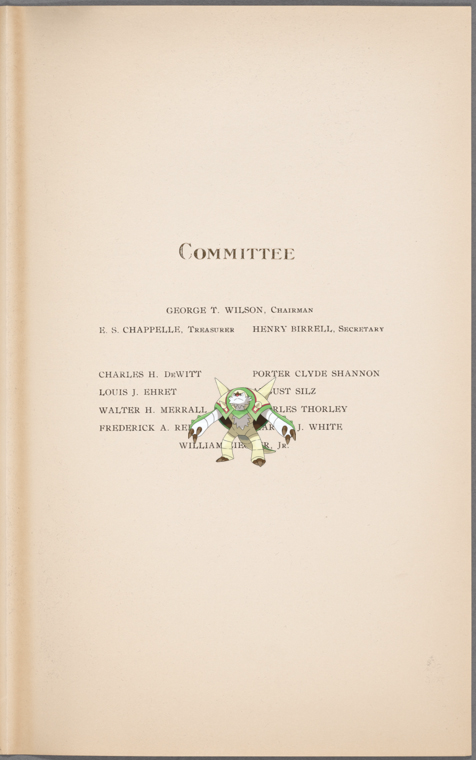 COMMITTEE
GEORGE T. WILSON, CHAIRMAN
E. S. CHAPPELLE, TREASURER HENRY BIRRELL, SECRETARY
CHARLES H. DEWITT PORTER CLYDE SHANNON
LOUIS J. EHRET SILZ
WALTER H. MERRALL THORLEY
FREDERICK A. J. WHITE
WILLIAM JR.